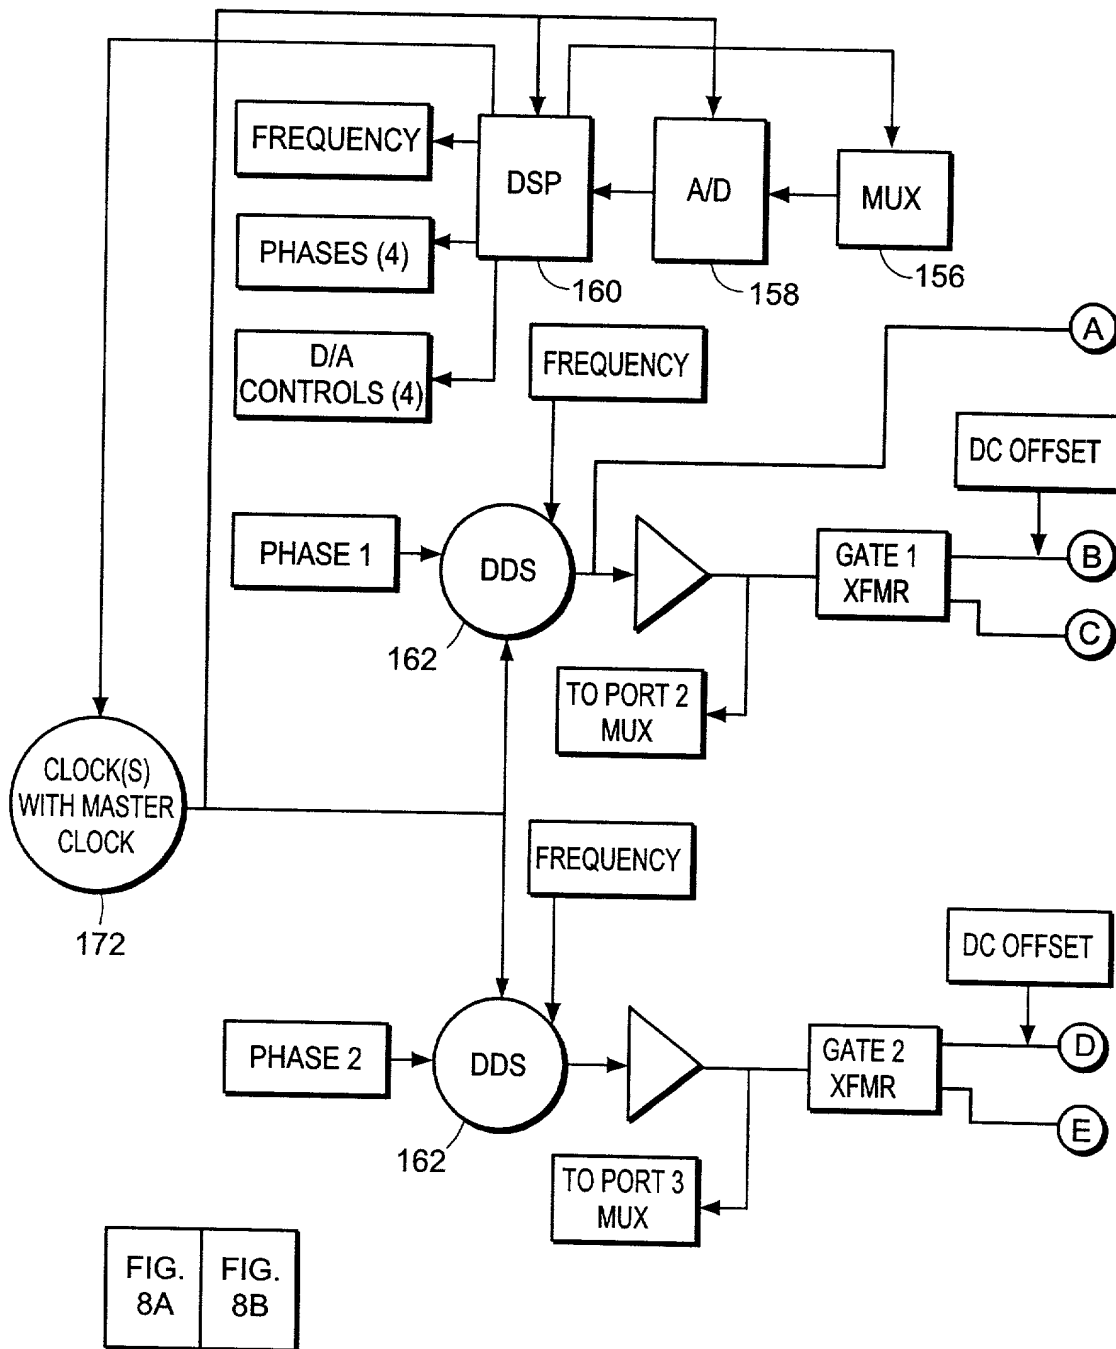 FREQUENCY
DSP
A/D
MUX
PHASES (4)
160
158
156
D/A
CONTROLS (4)
FREQUENCY
A
DC OFFSET
PHASE 1
DDS
GATE 1
XFMR
B
C
162
TO PORT 2
MUX
CLOCK(S)
WITH MASTER
CLOCK
172
FREQUENCY
DC OFFSET
PHASE 2
DDS
GATE 2
XFMR
D
E
162
TO PORT 3
MUX
FIG.
8A
FIG.
8B